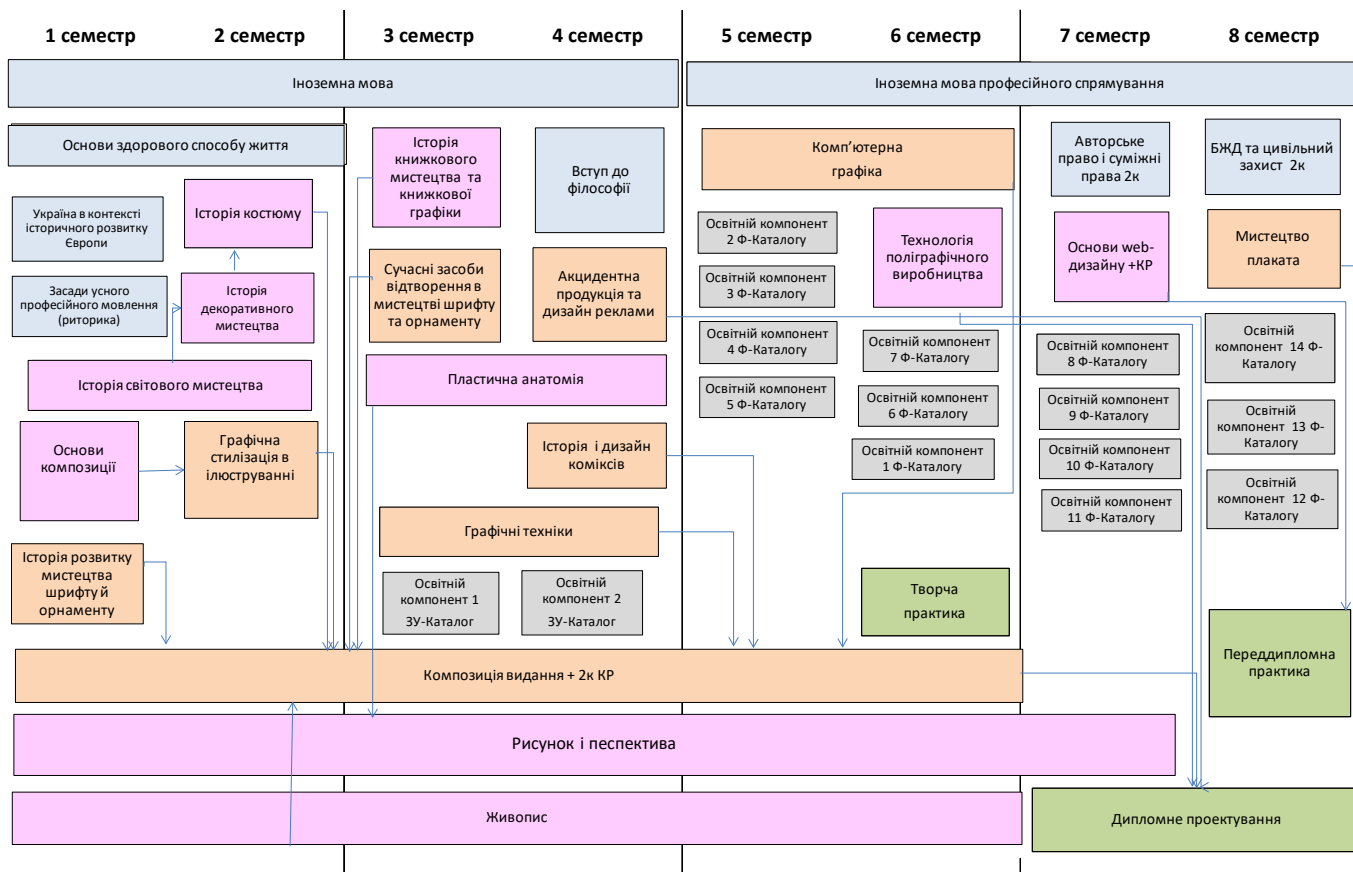 1 семестр
2 семестр
3 семестр
4 семестр
5 семестр
6 семестр
7 семестр
8 семестр
Іноземна мова
Іноземна мова професійного спрямування
Основи здорового способу життя
Історія
книжкового
мистецтва та
книжкової
графіки
Вступ до
філософії
Комп’ютерна
графіка
Авторське
право і суміжні
права 2к
БЖД та цивільний
захист 2к
Україна в контексті
історичного розвитку
Європи
Історія костюму
Освітній компонент
2 Ф-Каталогу
Технологія
поліграфічного
виробництва
Основи web-
дизайну +КР
Мистецтво
плаката
Засади усного
професійного мовлення
(риторика)
Історія
декоративного
мистецтва
Сучасні засоби
відтворення в
мистецтві шрифту
та орнаменту
Акцидентна
продукція та
дизайн реклами
Освітній компонент
3 Ф-Каталогу
Освітній компонент
4 Ф-Каталогу
Освітній компонент
7 Ф-Каталогу
Освітній компонент
8 Ф-Каталогу
Освітній
компонент 14 Ф-
Каталогу
Історія світового мистецтва
Пластична анатомія
Освітній компонент
5 Ф-Каталогу
Освітній компонент
6 Ф-Каталогу
Освітній компонент
9 Ф-Каталогу
Освітній
компонент 13 Ф-
Каталогу
Основи
композиції
Графічна
стилізація в
ілюструванні
Історія і дизайн
коміксів
Освітній компонент
1 Ф-Каталогу
Освітній компонент
10 Ф-Каталогу
Освітній
компонент 12 Ф-
Каталогу
Освітній компонент
11 Ф-Каталогу
Графічні техніки
Історія розвитку
мистецтва
шрифту й
орнаменту
Освітній
компонент 1
ЗУ-Каталог
Освітній
компонент 2
ЗУ-Каталог
Творча
практика
Переддипломна
практика
Композиція видання + 2к КР
Рисунок і песпектива
Живопис
Дипломне проектування